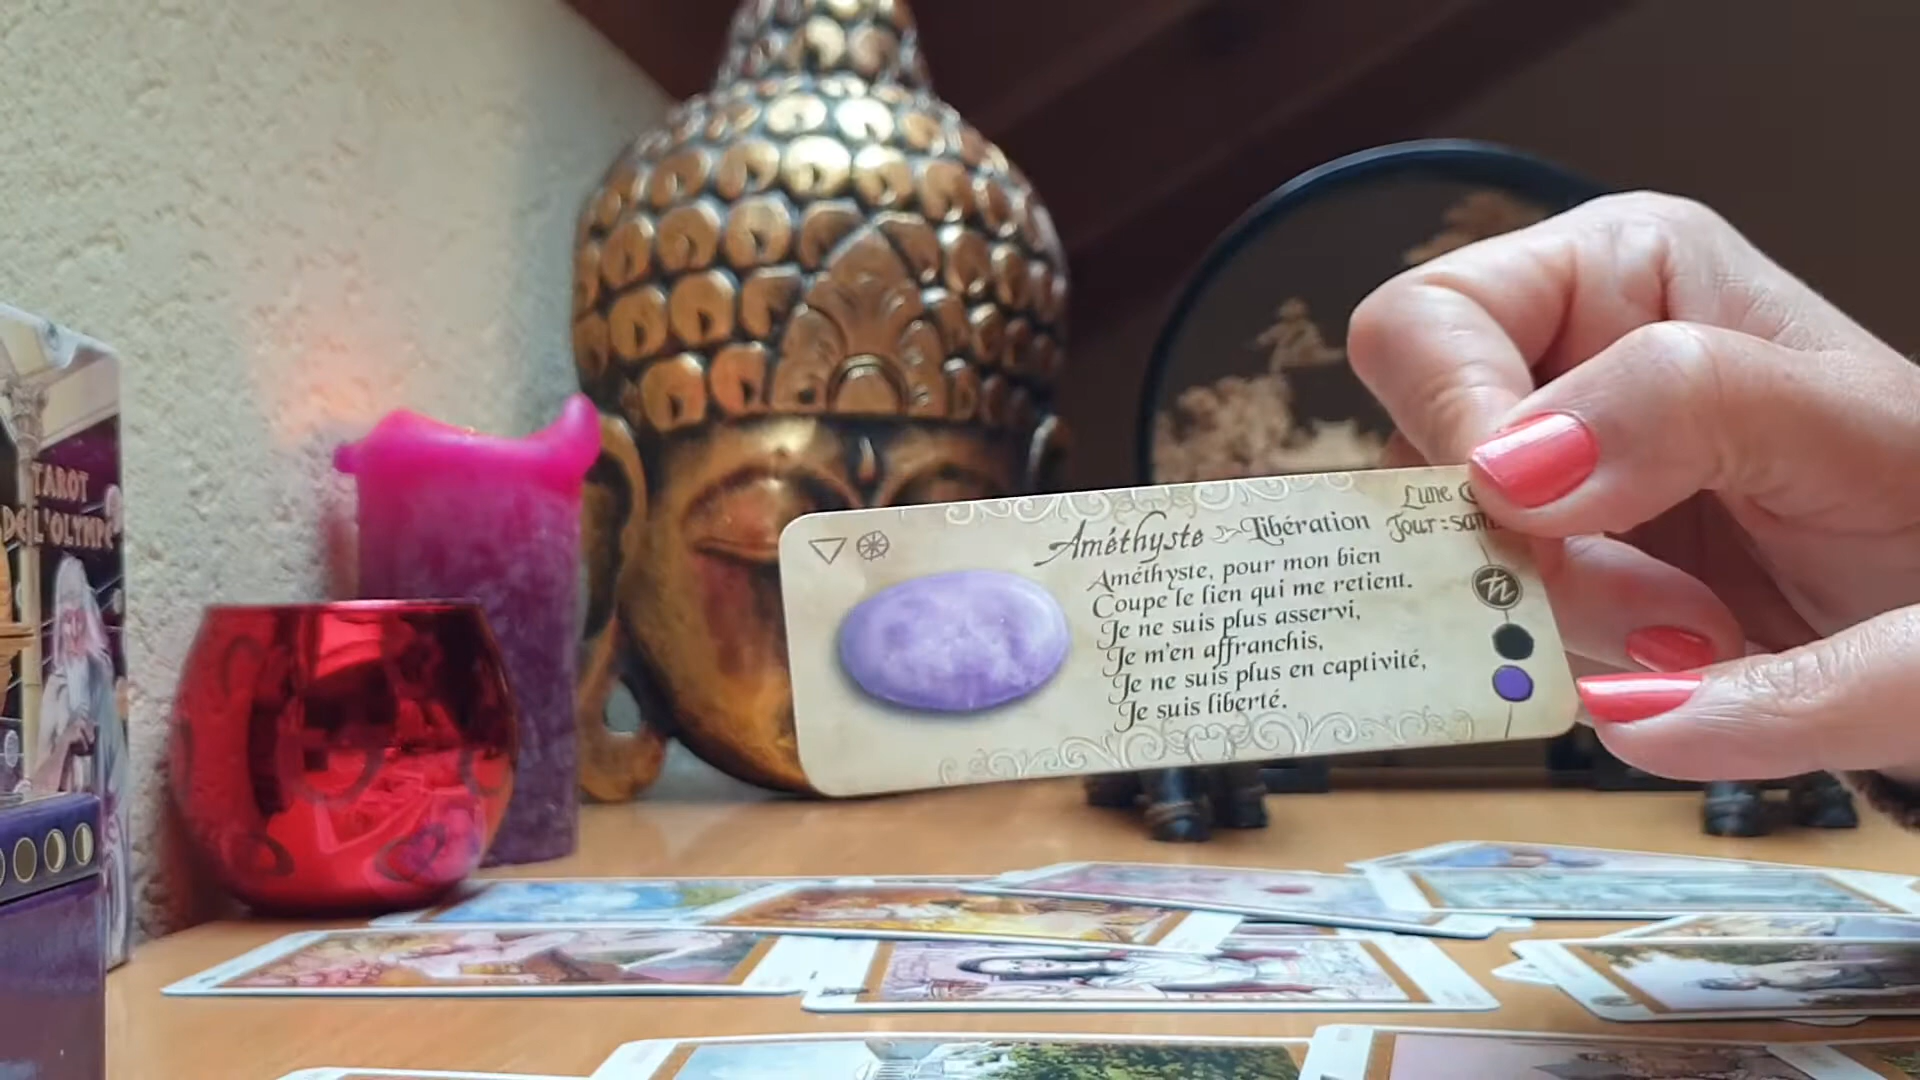 TAROT
DE L'OLYMPE
Améthyste Libération
Lune
Jour:
Améthyste, pour mon bien
Coupe le lien qui me retient.
Je ne suis plus asservi,
Je m'en affranchis,
Je ne suis plus en captivité,
Je suis liberté.